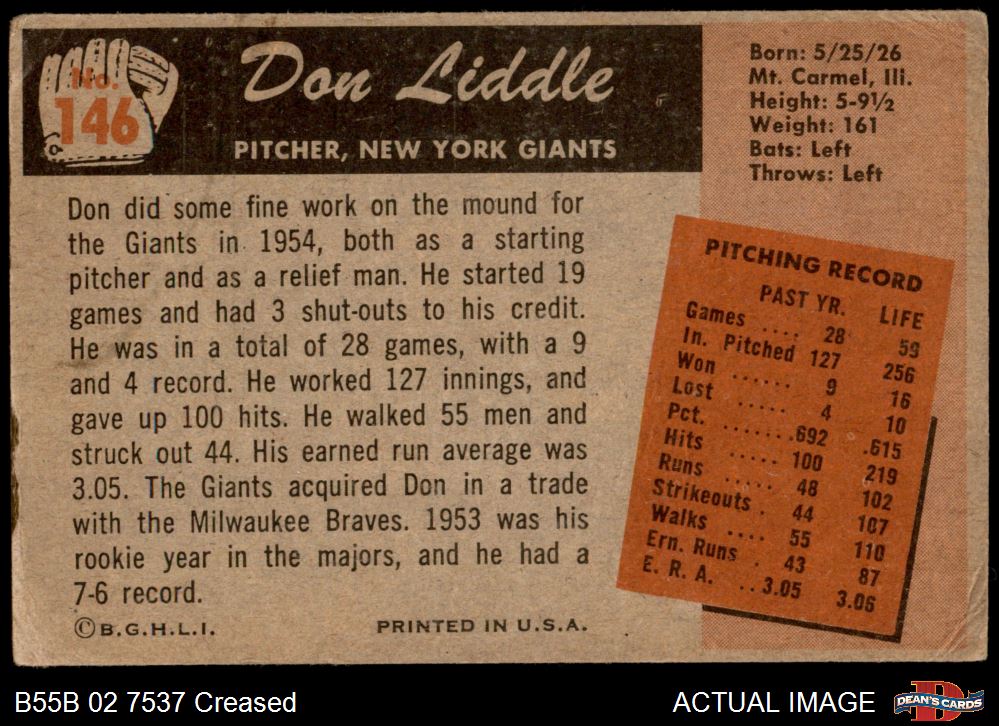 No.
146
Don Liddle
PITCHER, NEW YORK GIANTS
Born: 5/25/26
Mt. Carmel, Ill.
Height: 5-9½
Weight: 161
Bats: Left
Throws: Left
Don did some fine work on the mound for
the Giants in 1954, both as a starting
pitcher and as a relief man. He started 19
games and had 3 shut-outs to his credit.
He was in a total of 28 games, with a 9
and 4 record. He worked 127 innings, and
gave up 100 hits. He walked 55 men and
struck out 44. His earned run average was
3.05. The Giants acquired Don in a trade
with the Milwaukee Braves. 1953 was his
rookie year in the majors, and he had a
7-6 record.
©B.G.H.L.I. PRINTED IN U.S.A.
PITCHING RECORD
PAST YR. LIFE
Games .... 28 59
In. Pitched 127 256
Won ...... 9 16
Lost ..... 4 10
Pct. .......692 .615
Hits ..... 100 219
Runs ..... 48 102
Strikeouts . 44 107
Walks .... 55 110
Ern. Runs . 43 87
E. R. A. ..3.05 3.06
B55B 02 7537 Creased
ACTUAL IMAGE
D
DEAN'S CARDS